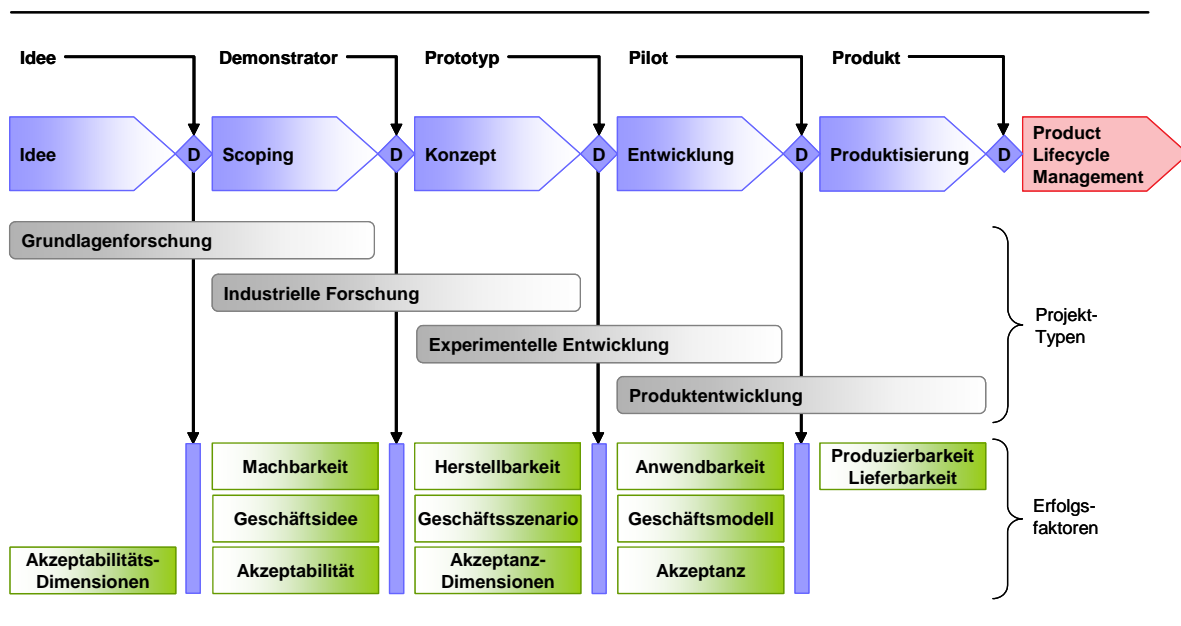 Idee
Demonstrator
Prototyp
Pilot
Produkt
Idee
D
Scoping
D
Konzept
D
Entwicklung
D
Produktisierung
D
Product
Lifecycle
Management
Grundlagenforschung
Industrielle Forschung
Experimentelle Entwicklung
Produktentwicklung
Projekt-
Typen
Machbarkeit
Herstellbarkeit
Anwendbarkeit
Produzierbarkeit
Lieferbarkeit
Geschäftsidee
Geschäftsszenario
Geschäftsmodell
Erfolgs-
faktoren
Akzeptabilitäts-
Dimensionen
Akzeptabilität
Akzeptanz-
Dimensionen
Akzeptanz